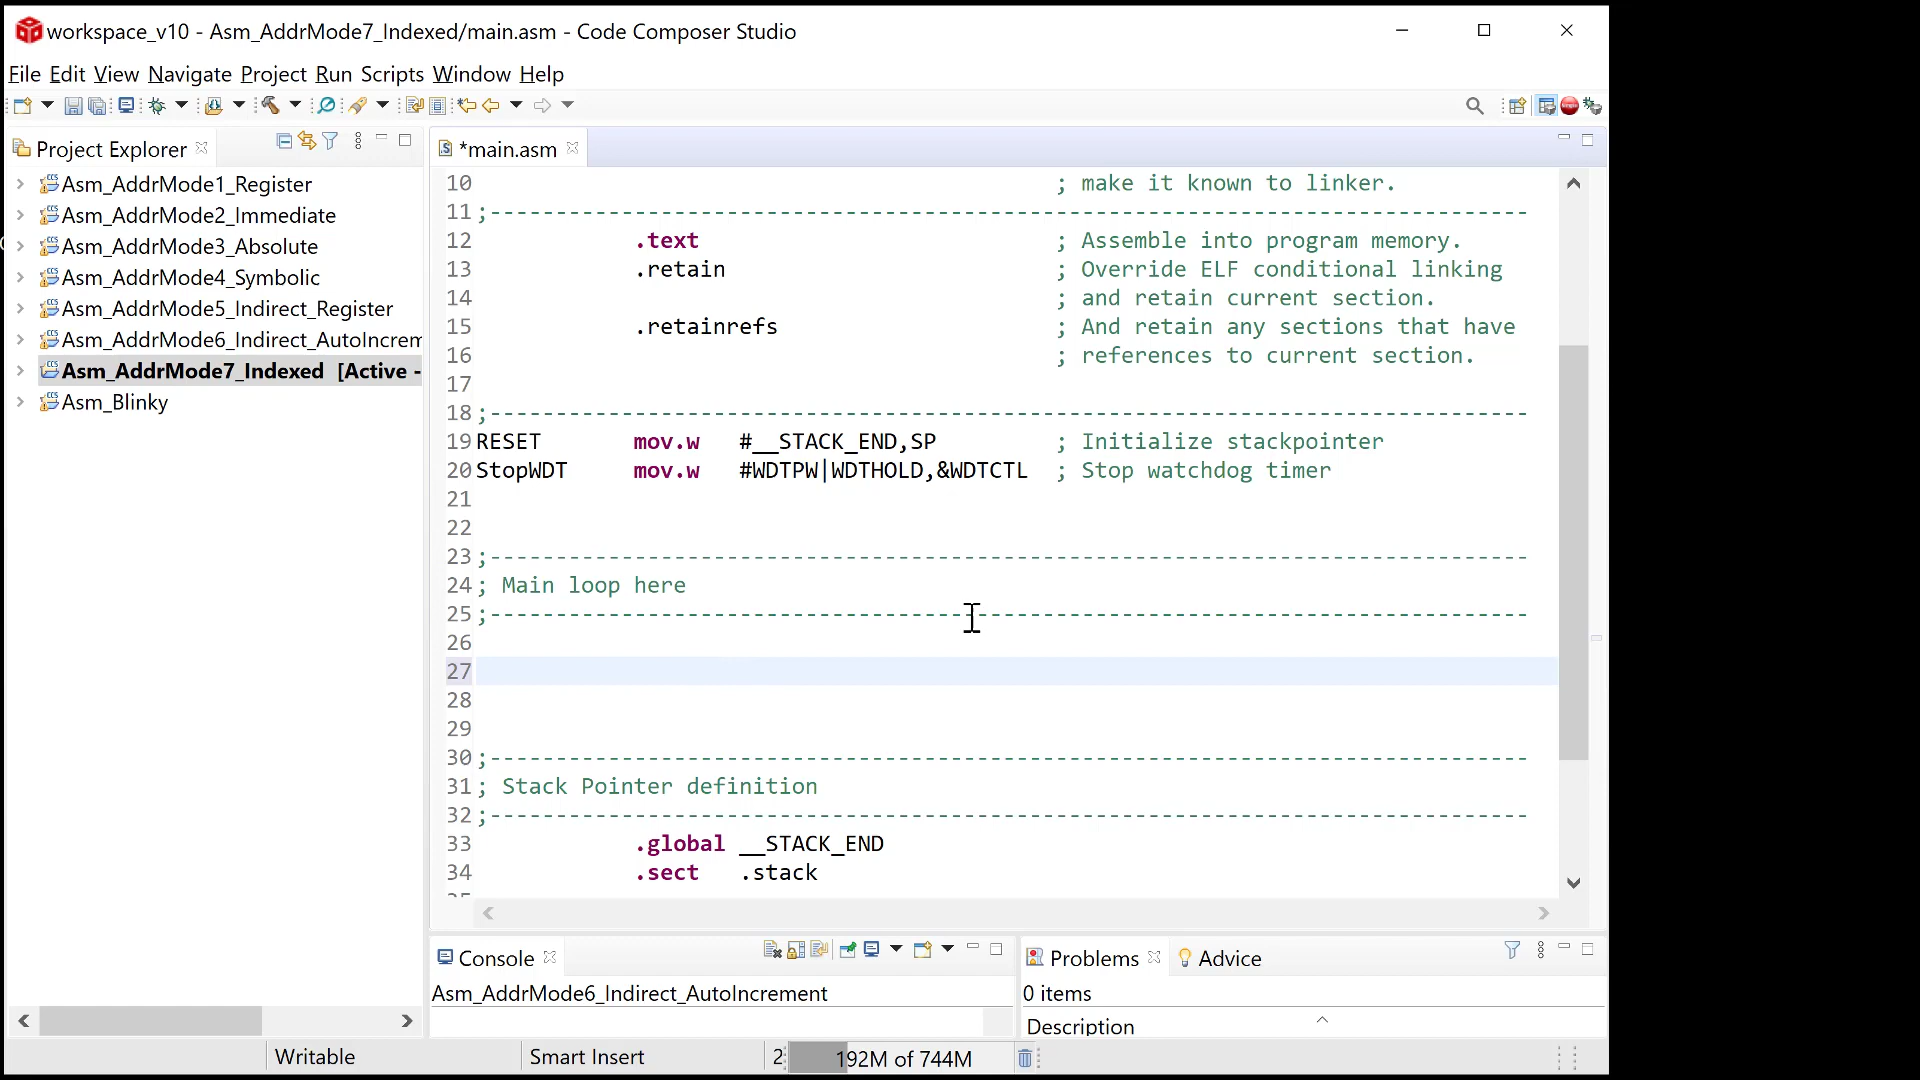 workspace_v10 - Asm_AddrMode7_Indexed/main.asm - Code Composer Studio
File Edit View Navigate Project Run Scripts Window Help
Project Explorer
Asm_AddrMode1_Register
Asm_AddrMode2_Immediate
Asm_AddrMode3_Absolute
Asm_AddrMode4_Symbolic
Asm_AddrMode5_Indirect_Register
Asm_AddrMode6_Indirect_AutoIncrem
Asm_AddrMode7_Indexed [Active -
Asm_Blinky
*main.asm
10 ; make it known to linker.
11 ;-------------------------------------------------------------------------------
12 .text ; Assemble into program memory.
13 .retain ; Override ELF conditional linking
14 ; and retain current section.
15 .retainrefs ; And retain any sections that have
16 ; references to current section.
17
18 ;-------------------------------------------------------------------------------
19 RESET mov.w #__STACK_END,SP ; Initialize stackpointer
20 StopWDT mov.w #WDTPW|WDTHOLD,&WDTCTL ; Stop watchdog timer
21
22
23 ;-------------------------------------------------------------------------------
24 ; Main loop here
25 ;-------------------------------------------------------------------------------
26
27
28
29
30 ;-------------------------------------------------------------------------------
31 ; Stack Pointer definition
32 ;-------------------------------------------------------------------------------
33 .global __STACK_END
34 .sect .stack
Console
Asm_AddrMode6_Indirect_AutoIncrement
Problems Advice
0 items
Description
Writable Smart Insert 2 192M of 744M